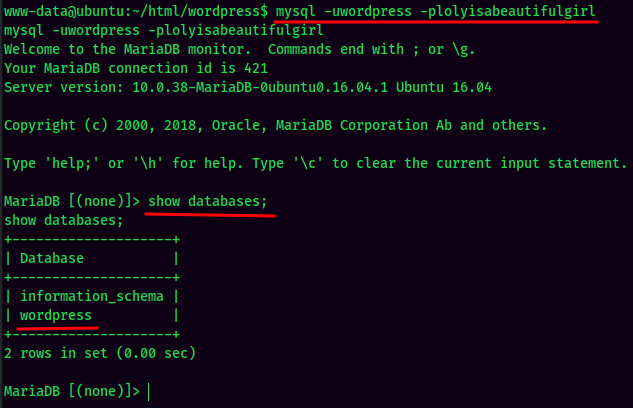 www-data@ubuntu:~/html/wordpress$ mysql -uwordpress -plolyisabeautifulgirl
mysql -uwordpress -plolyisabeautifulgirl
Welcome to the MariaDB monitor.  Commands end with ; or \g.
Your MariaDB connection id is 421
Server version: 10.0.38-MariaDB-0ubuntu0.16.04.1 Ubuntu 16.04

Copyright (c) 2000, 2018, Oracle, MariaDB Corporation Ab and others.

Type 'help;' or '\h' for help. Type '\c' to clear the current input statement.

MariaDB [(none)]> show databases;
show databases;
+--------------------+
| Database           |
+--------------------+
| information_schema |
| wordpress          |
+--------------------+
2 rows in set (0.00 sec)

MariaDB [(none)]>